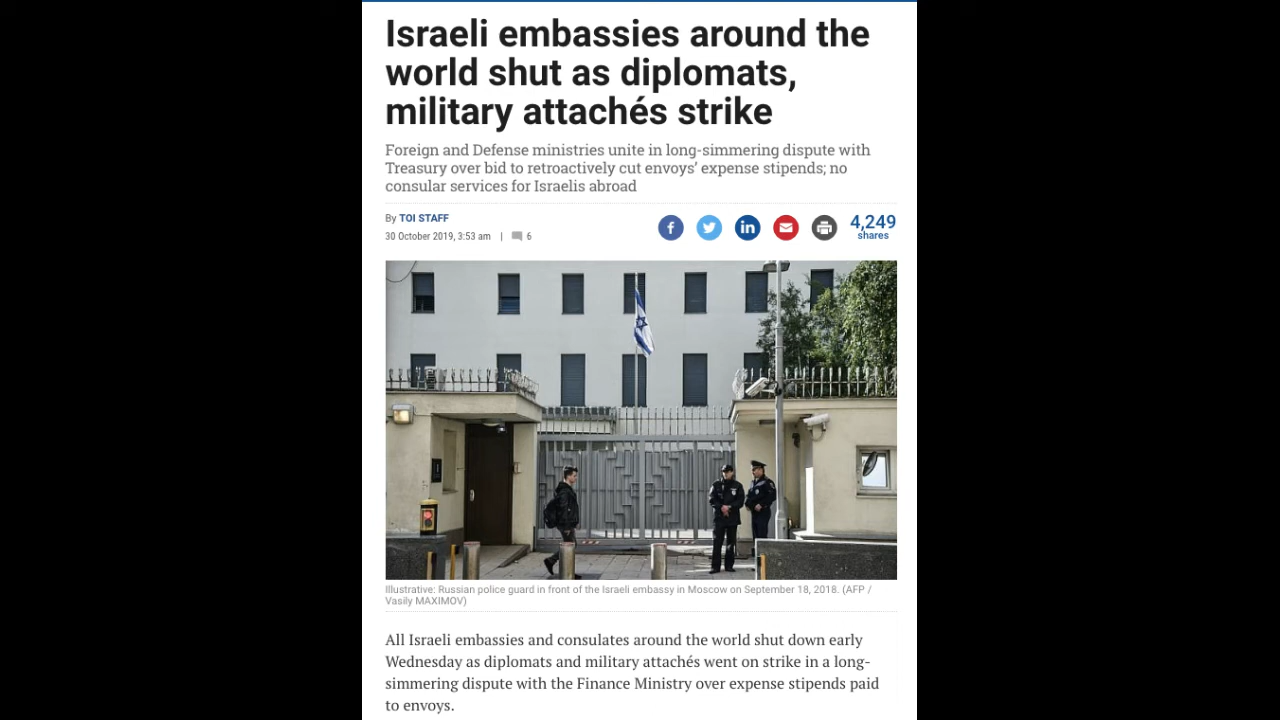 Israeli embassies around the
world shut as diplomats,
military attachés strike
Foreign and Defense ministries unite in long-simmering dispute with
Treasury over bid to retroactively cut envoys' expense stipends; no
consular services for Israelis abroad
By TOI STAFF
30 October 2019, 3:53 am | 6
f
in
4,249
shares
Illustrative: Russian police guard in front of the Israeli embassy in Moscow on September 18, 2018. (AFP /
Vasily MAXIMOV)
All Israeli embassies and consulates around the world shut down early
Wednesday as diplomats and military attachés went on strike in a long-
simmering dispute with the Finance Ministry over expense stipends paid
to envoys.